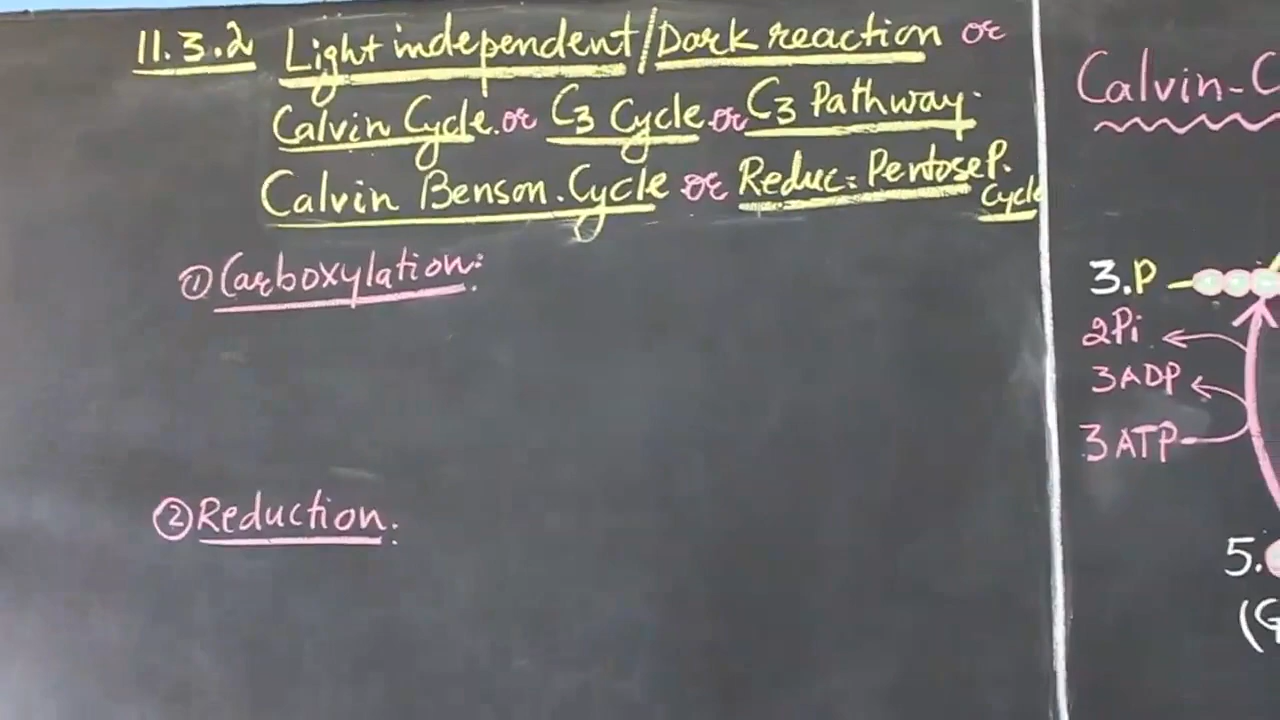 11.3.2 Light independent/Dark reaction or
Calvin Cycle. or C3 Cycle or C3 Pathway.
Calvin Benson. Cycle or Reduc: Pentose P.
Cycle
① Carboxylation:
② Reduction:
Calvin-C
3.P
2Pi
3ADP
3ATP
5.
(G